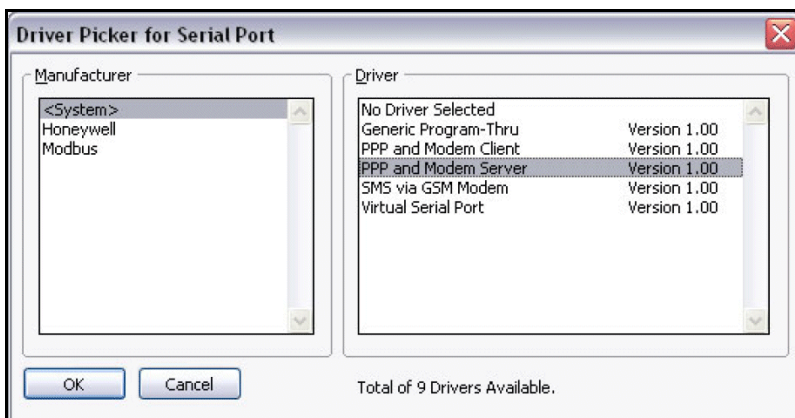 Driver Picker for Serial Port
Manufacturer
<System>
Honeywell
Modbus
Driver
No Driver Selected
Generic Program-Thru Version 1.00
PPP and Modem Client Version 1.00
PPP and Modem Server Version 1.00
SMS via GSM Modem Version 1.00
Virtual Serial Port Version 1.00
OK
Cancel
Total of 9 Drivers Available.